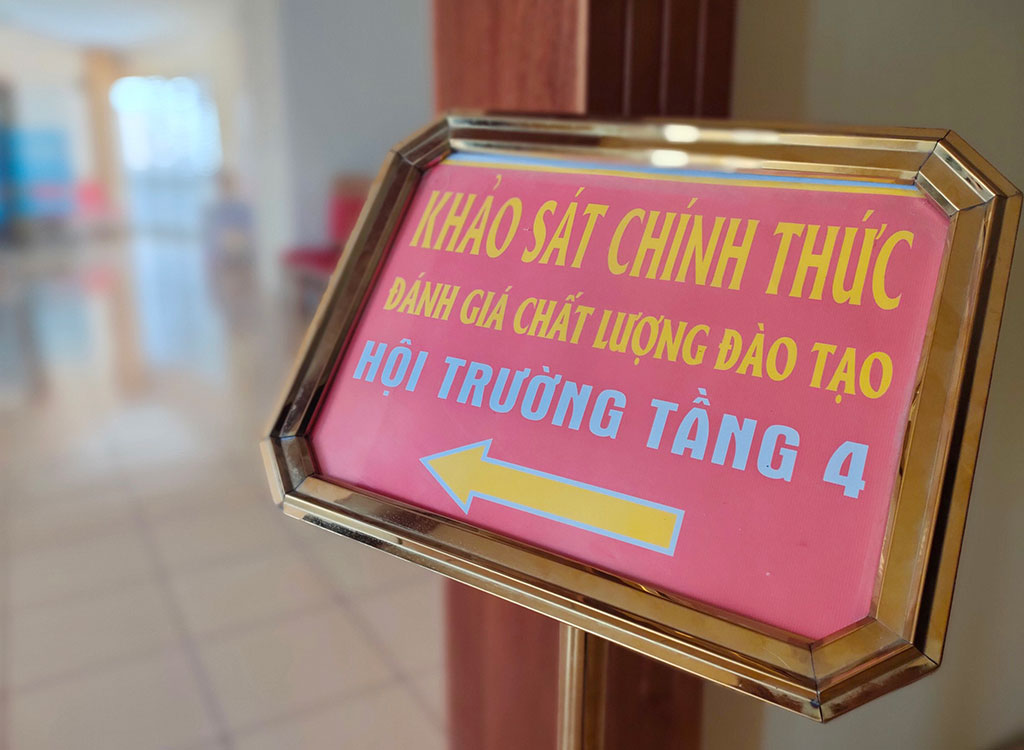 KHẢO SÁT CHÍNH THỨC
ĐÁNH GIÁ CHẤT LƯỢNG ĐÀO TẠO
HỘI TRƯỜNG TẦNG 4